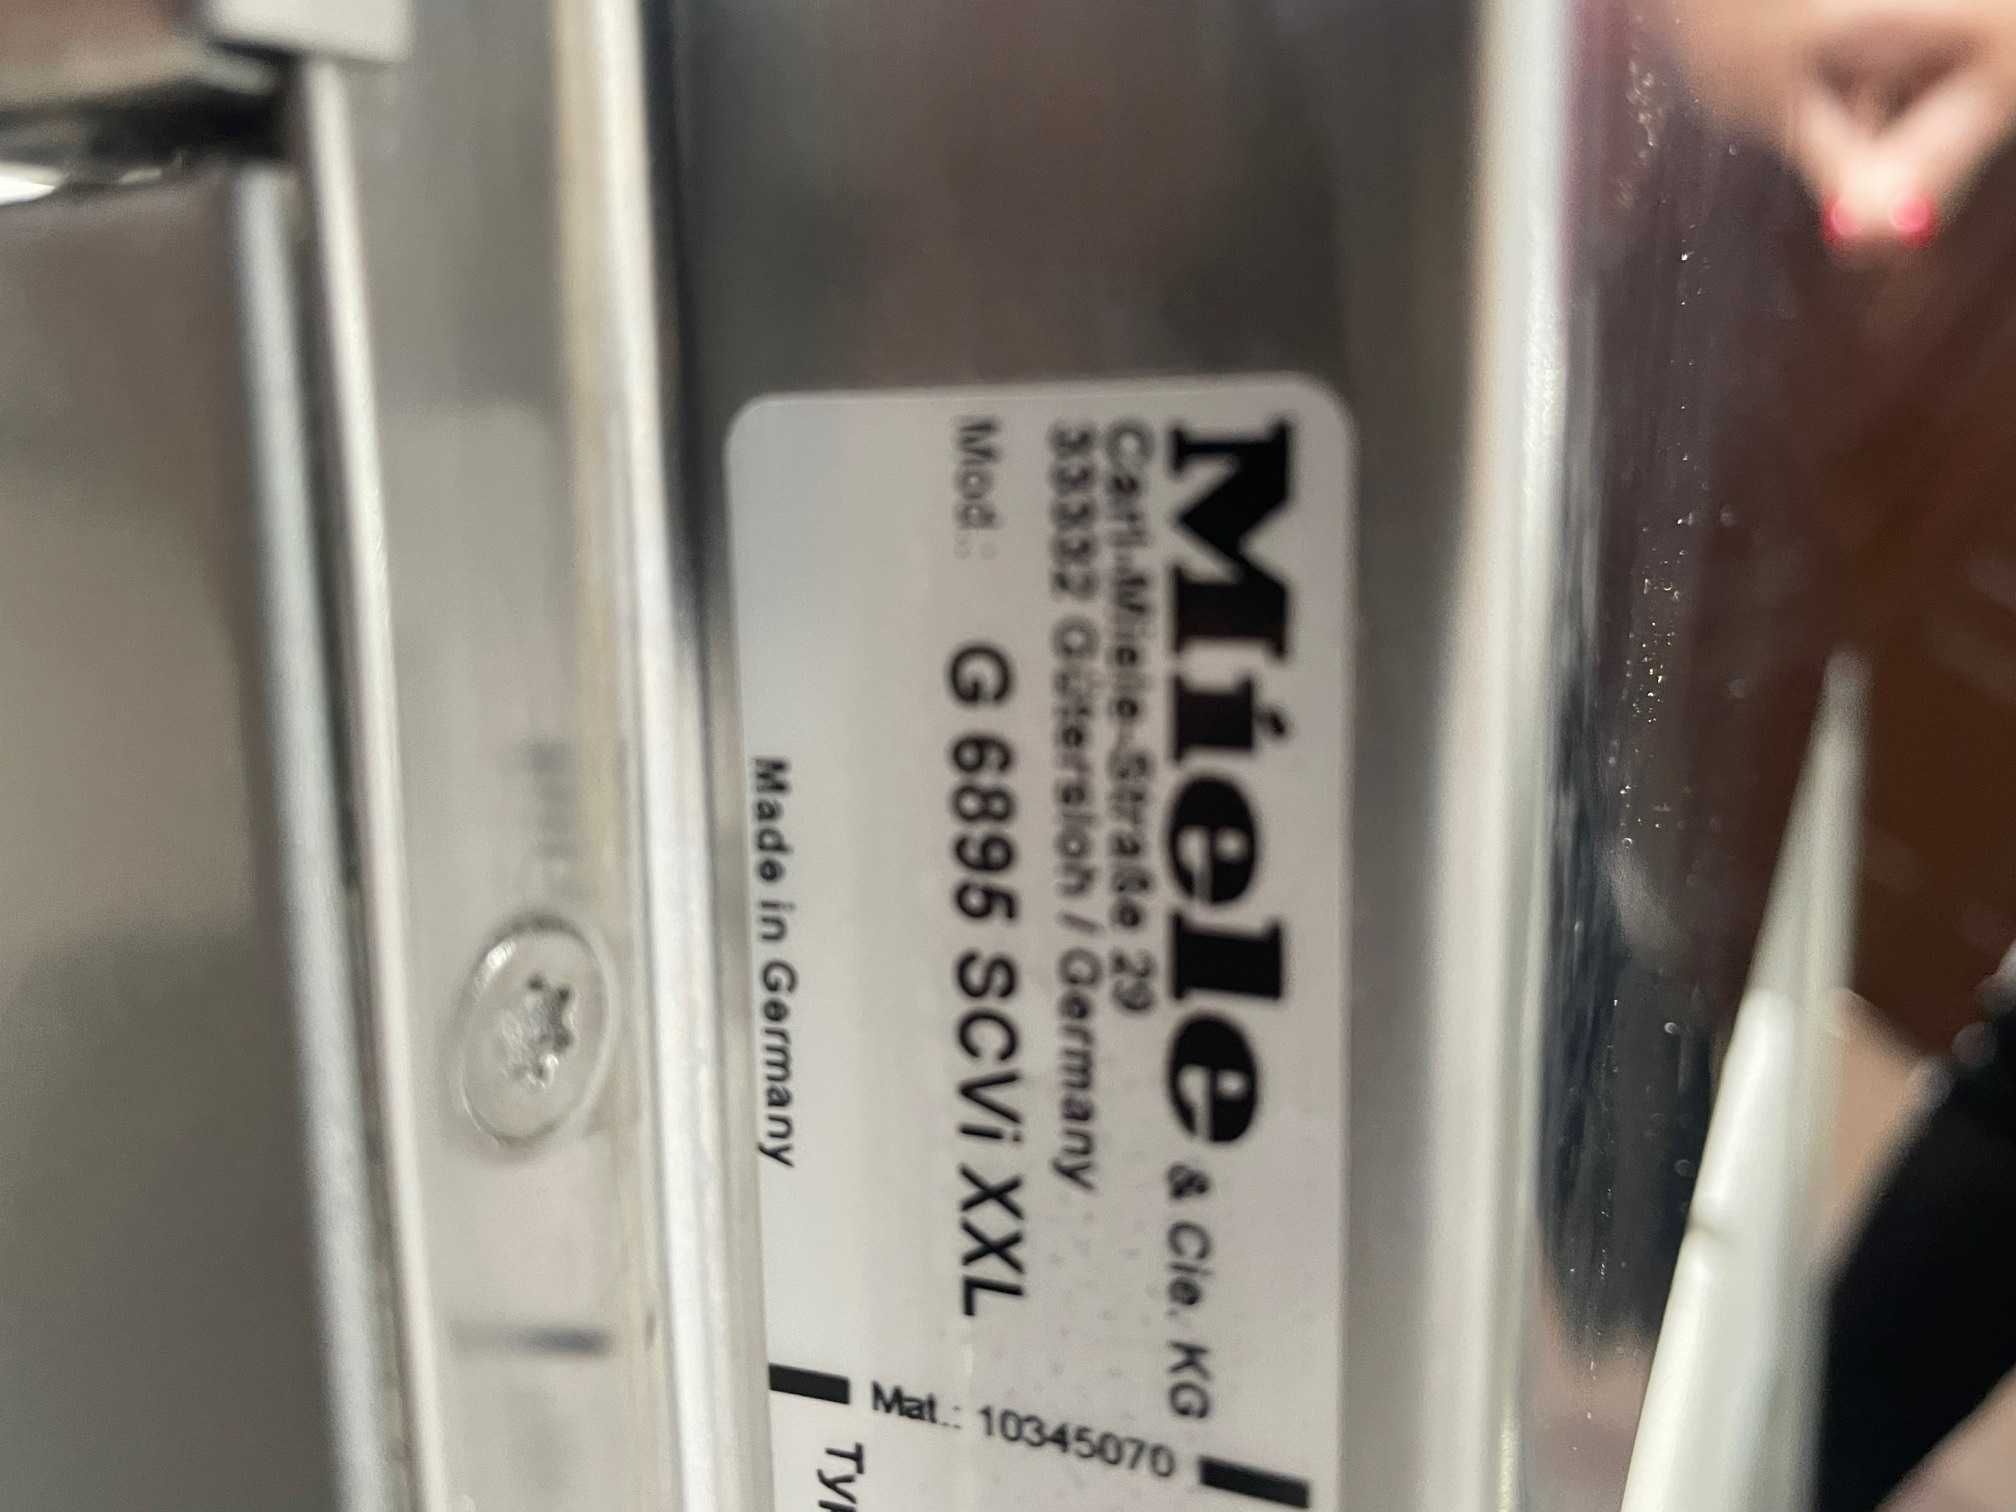 Miele & Cie. KG
Carl-Miele-Straße 29
33332 Gütersloh / Germany
Mod.: G 6895 SCVi XXL
Made in Germany
Mat.: 10345070
Typ